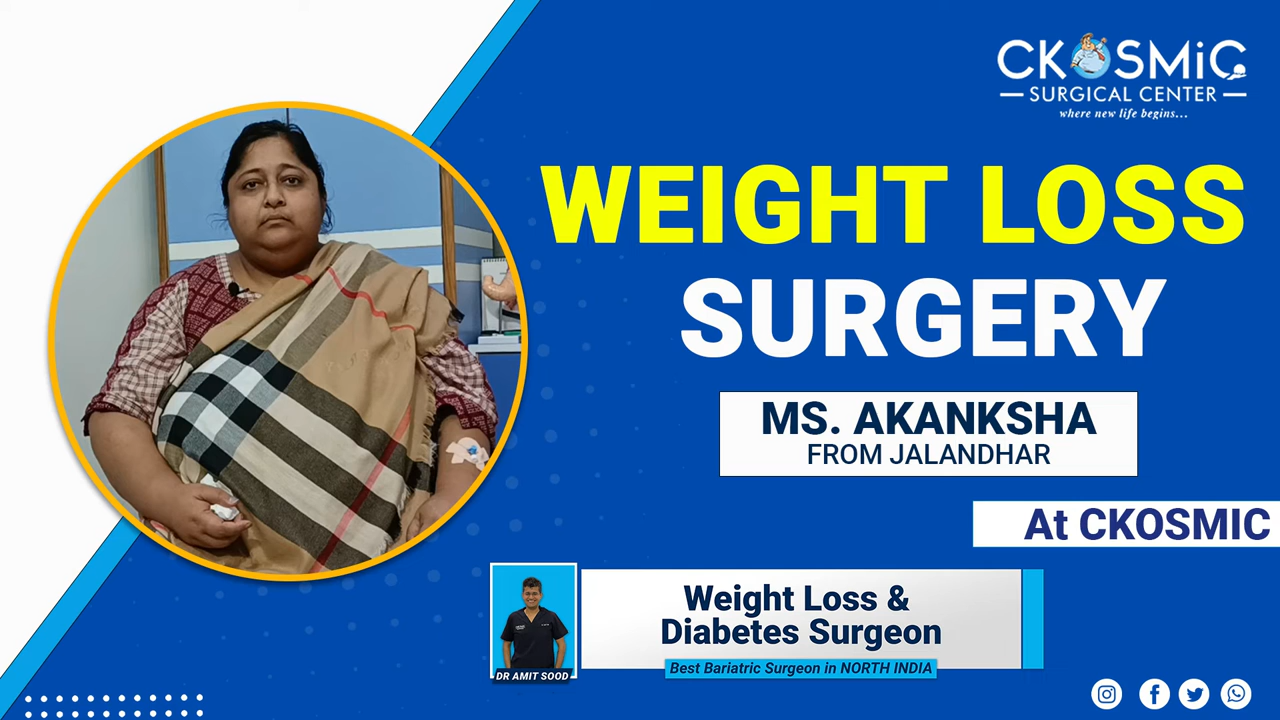 CKOSMiC
SURGICAL CENTER
where new life begins...
WEIGHT LOSS
SURGERY
MS. AKANKSHA
FROM JALANDHAR
At CKOSMIC
Weight Loss &
Diabetes Surgeon
Best Bariatric Surgeon in NORTH INDIA
DR AMIT SOOD